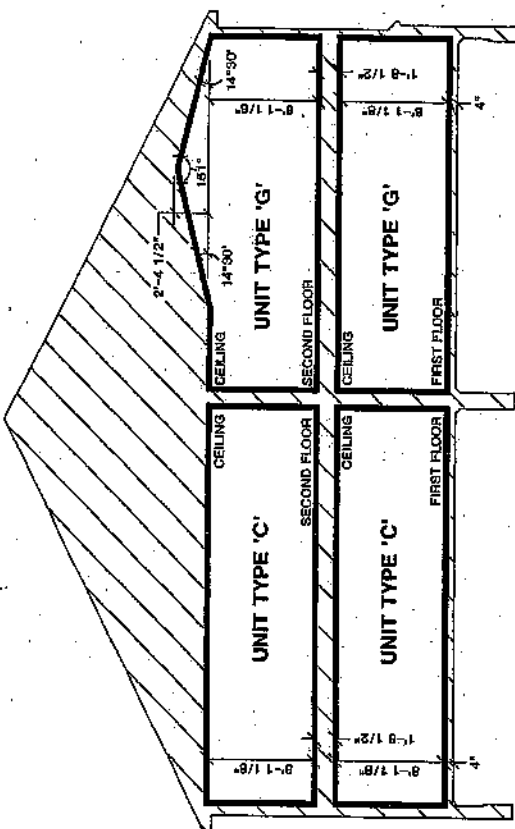 14°30'
151°
2'-4 1/2"
14°30'
8'-1 1/8"
1'-8 1/2"
8'-1 1/8"
4"
UNIT TYPE 'G'
CEILING
SECOND FLOOR
UNIT TYPE 'G'
CEILING
FIRST FLOOR
CEILING
SECOND FLOOR
UNIT TYPE 'C'
CEILING
FIRST FLOOR
UNIT TYPE 'C'
8'-1 1/8"
1'-8 1/2"
8'-1 1/8"
4"